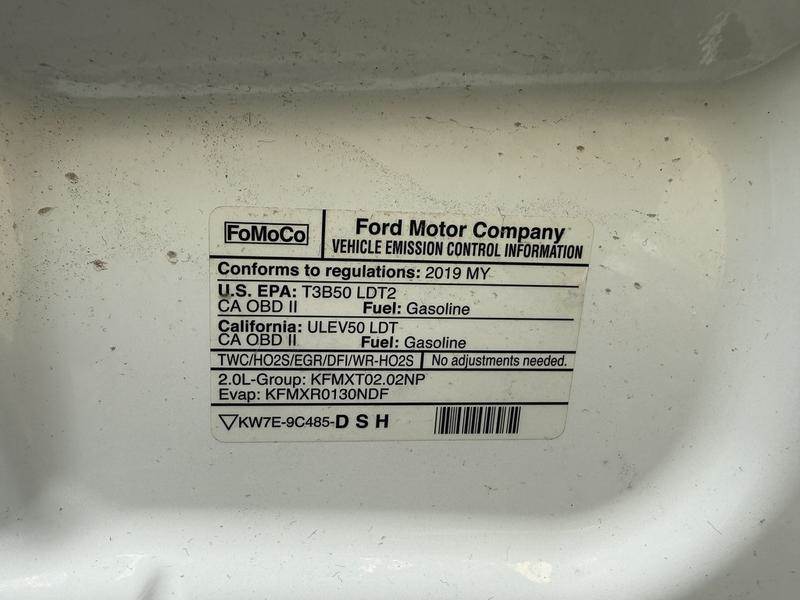 FoMoCo
Ford Motor Company
VEHICLE EMISSION CONTROL INFORMATION
Conforms to regulations: 2019 MY
U.S. EPA: T3B50 LDT2
CA OBD II Fuel: Gasoline
California: ULEV50 LDT
CA OBD II Fuel: Gasoline
TWC/HO2S/EGR/DFI/WR-HO2S No adjustments needed.
2.0L-Group: KFMXT02.02NP
Evap: KFMXR0130NDF
KW7E-9C485-D S H